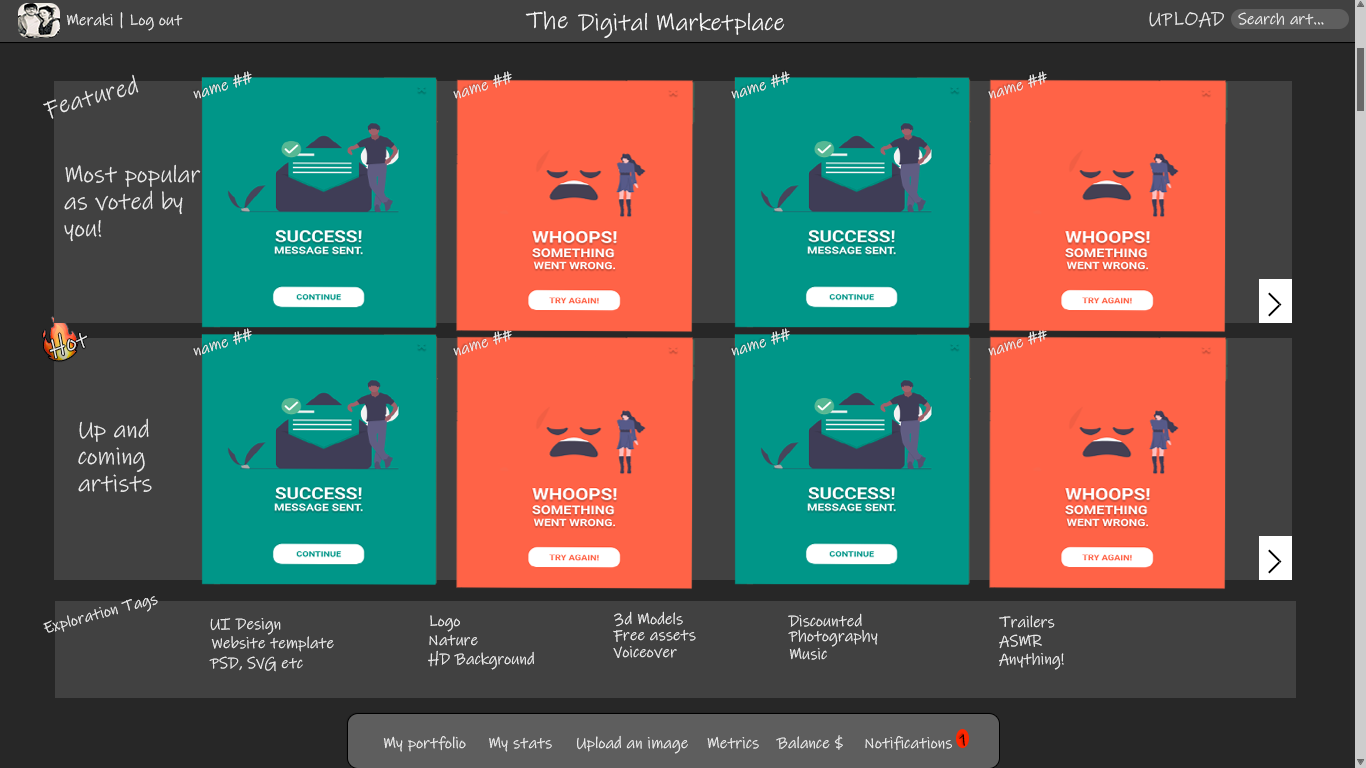 Meraki | Log out
The Digital Marketplace
UPLOAD
Search art...
Featured
Most popular
as voted by
you!
name ##
SUCCESS!
MESSAGE SENT.
CONTINUE
name ##
WHOOPS!
SOMETHING
WENT WRONG.
TRY AGAIN!
name ##
SUCCESS!
MESSAGE SENT.
CONTINUE
name ##
WHOOPS!
SOMETHING
WENT WRONG.
TRY AGAIN!
Hot
Up and
coming
artists
name ##
SUCCESS!
MESSAGE SENT.
CONTINUE
name ##
WHOOPS!
SOMETHING
WENT WRONG.
TRY AGAIN!
name ##
SUCCESS!
MESSAGE SENT.
CONTINUE
name ##
WHOOPS!
SOMETHING
WENT WRONG.
TRY AGAIN!
Exploration Tags
UI Design
Website template
PSD, SVG etc
Logo
Nature
HD Background
3d Models
Free assets
Voiceover
Discounted
Photography
Music
Trailers
ASMR
Anything!
My portfolio
My stats
Upload an image
Metrics
Balance $
Notifications 1